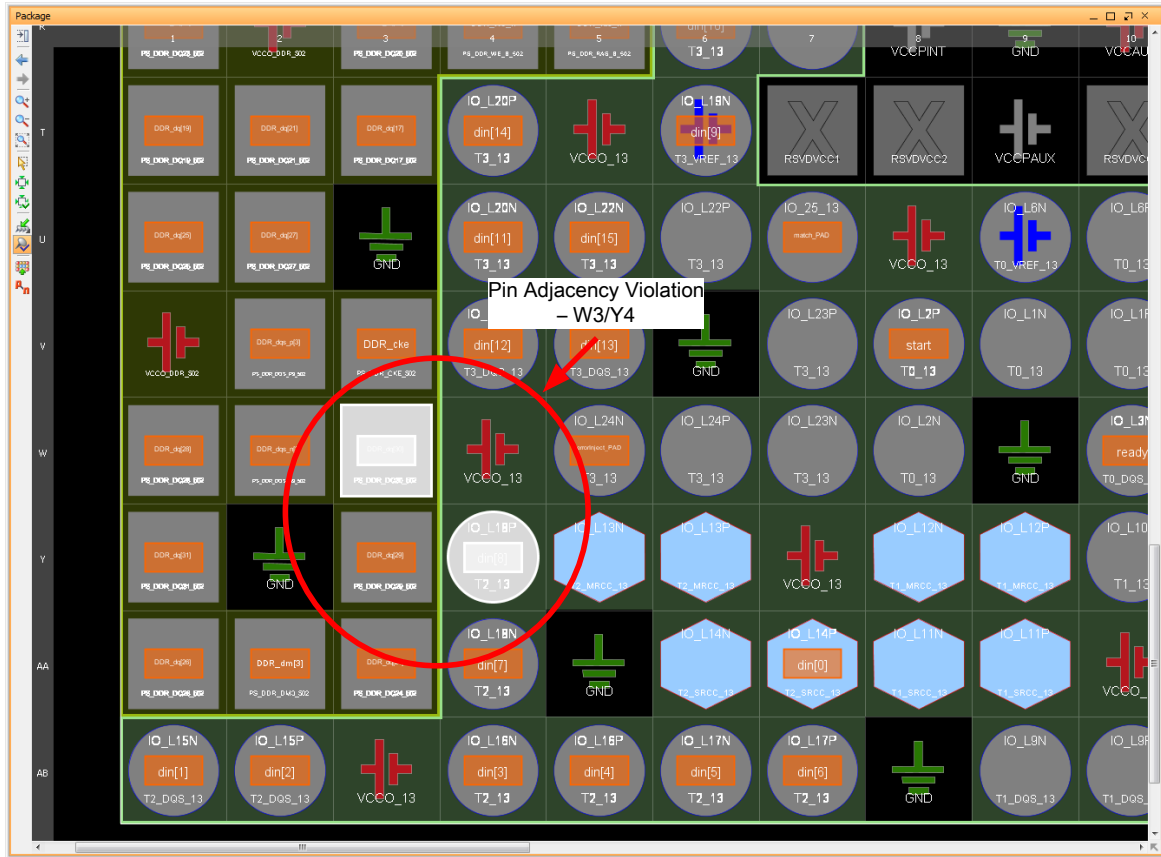 Package
1 2 3 4 5 6 7 8 9 10
R
VCCO_DDR_502 PS_DDR_WE_B_502 PS_DDR_RAS_B_502 T3_13 VCCPINT GND
T
DDR_dq[19] DDR_dq[21] DDR_dq[17] IO_L20P din[14] T3_13 VCCO_13 IO_L19N din[9] T3_VREF_13 RSVDVCC1 RSVDVCC2 VCCPAUX
PS_DDR_DQ19_502 PS_DDR_DQ21_502 PS_DDR_DQ17_502
U
DDR_dq[25] DDR_dq[27] GND IO_L20N din[11] T3_13 IO_L22N din[15] T3_13 IO_L22P T3_13 IO_25_13 match_PAD VCCO_13 IO_L6N T0_VREF_13 T0_13
PS_DDR_DQ25_502 PS_DDR_DQ27_502
Pin Adjacency Violation
– W3/Y4
V
VCCO_DDR_502 DDR_dqs_p[3] DDR_cke din[12] T3_DQS_13 din[13] T3_DQS_13 GND IO_L23P T3_13 IO_L2P start T0_13 IO_L1N T0_13 T0_13
PS_DDR_CKE_502
W
DDR_dq[28] VCCO_13 IO_L24N T3_13 IO_L24P T3_13 IO_L23N T3_13 IO_L2N T0_13 GND ready
PS_DDR_DQ28_502
Y
DDR_dq[31] GND DDR_dq[29] IO_L18P din[8] T2_13 IO_L13N T2_MRCC_13 IO_L13P T2_MRCC_13 VCCO_13 IO_L12N T1_MRCC_13 IO_L12P T1_MRCC_13 T1_13
PS_DDR_DQ31_502 PS_DDR_DQ29_502
AA
DDR_dq[26] DDR_dm[3] IO_L18N din[7] T2_13 GND IO_L14N T2_SRCC_13 IO_L14P din[0] T2_SRCC_13 IO_L11N T1_SRCC_13 IO_L11P T1_SRCC_13
PS_DDR_DQ26_502 PS_DDR_DM3_502 PS_DDR_DQ24_502
AB
IO_L15N IO_L15P IO_L16N IO_L16P IO_L17N IO_L17P IO_L9N
din[1] din[2] din[3] din[4] din[5] din[6]
T2_DQS_13 T2_DQS_13 VCCO_13 T2_13 T2_13 T2_13 T2_13 GND T1_DQS_13